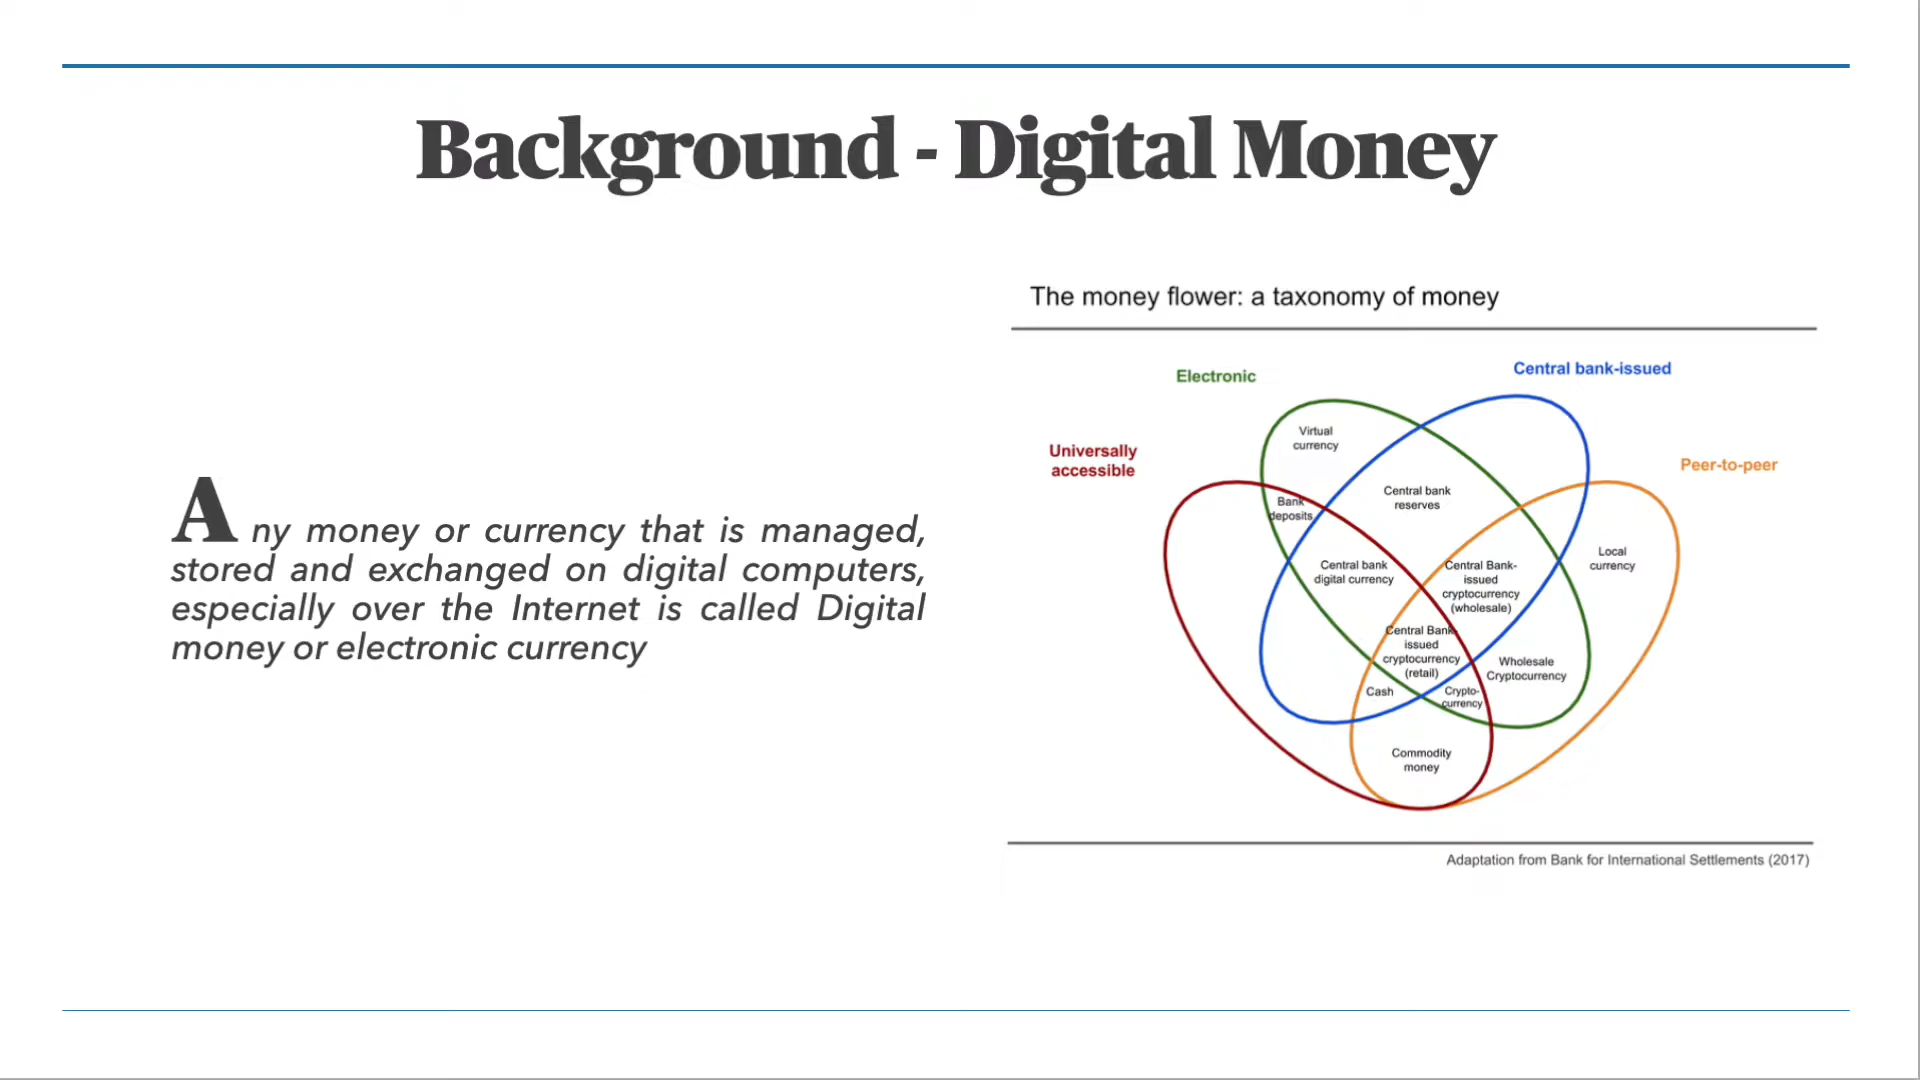 Background - Digital Money
Any money or currency that is managed,
stored and exchanged on digital computers,
especially over the Internet is called Digital
money or electronic currency
The money flower: a taxonomy of money
Electronic
Central bank-issued
Universally
accessible
Peer-to-peer
Virtual
currency
Bank
deposits
Central bank
reserves
Local
currency
Central bank
digital currency
Central Bank-
issued
cryptocurrency
(wholesale)
Central Bank-
issued
cryptocurrency
(retail)
Wholesale
Cryptocurrency
Cash
Crypto-
currency
Commodity
money
Adaptation from Bank for International Settlements (2017)